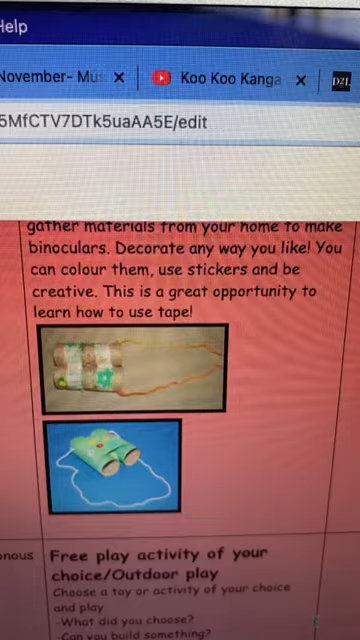 Help
November- Mu
Koo Koo Kanga
D2L
5MfCTV7DTk5uaAA5E/edit
gather materials from your home to make
binoculars. Decorate any way you like! You
can colour them, use stickers and be
creative. This is a great opportunity to
learn how to use tape!
onous
Free play activity of your
choice/Outdoor play
Choose a toy or activity of your choice
and play
-What did you choose?
-Can you build something?